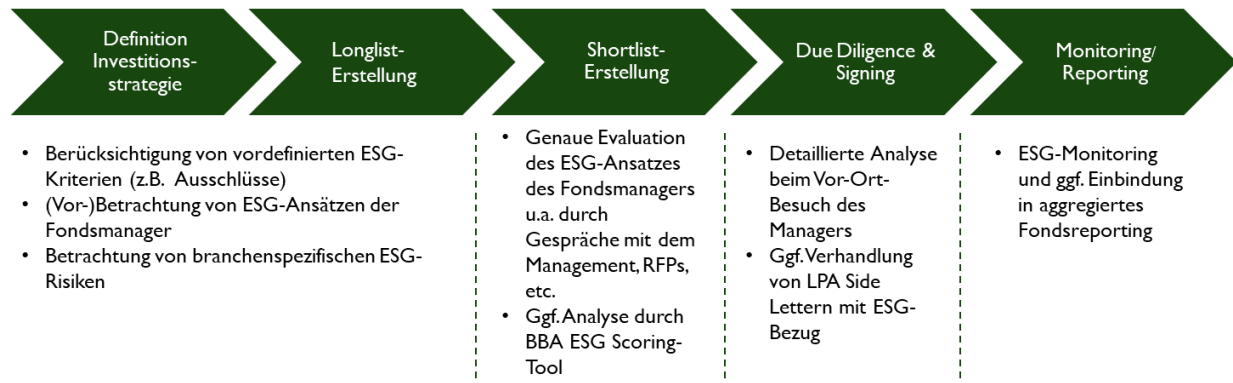 Definition
Investitions-
strategie
Longlist-
Erstellung
Shortlist-
Erstellung
Due Diligence &
Signing
Monitoring/
Reporting
• Berücksichtigung von vordefinierten ESG-
Kriterien (z.B. Ausschlüsse)
• (Vor-)Betrachtung von ESG-Ansätzen der
Fondsmanager
• Betrachtung von branchenspezifischen ESG-
Risiken
• Genaue Evaluation
des ESG-Ansatzes
des Fondsmanagers
u.a. durch
Gespräche mit dem
Management, RFPs,
etc.
• Ggf. Analyse durch
BBA ESG Scoring-
Tool
• Detaillierte Analyse
beim Vor-Ort-
Besuch des
Managers
• Ggf. Verhandlung
von LPA Side
Lettern mit ESG-
Bezug
• ESG-Monitoring
und ggf. Einbindung
in aggregiertes
Fondsreporting